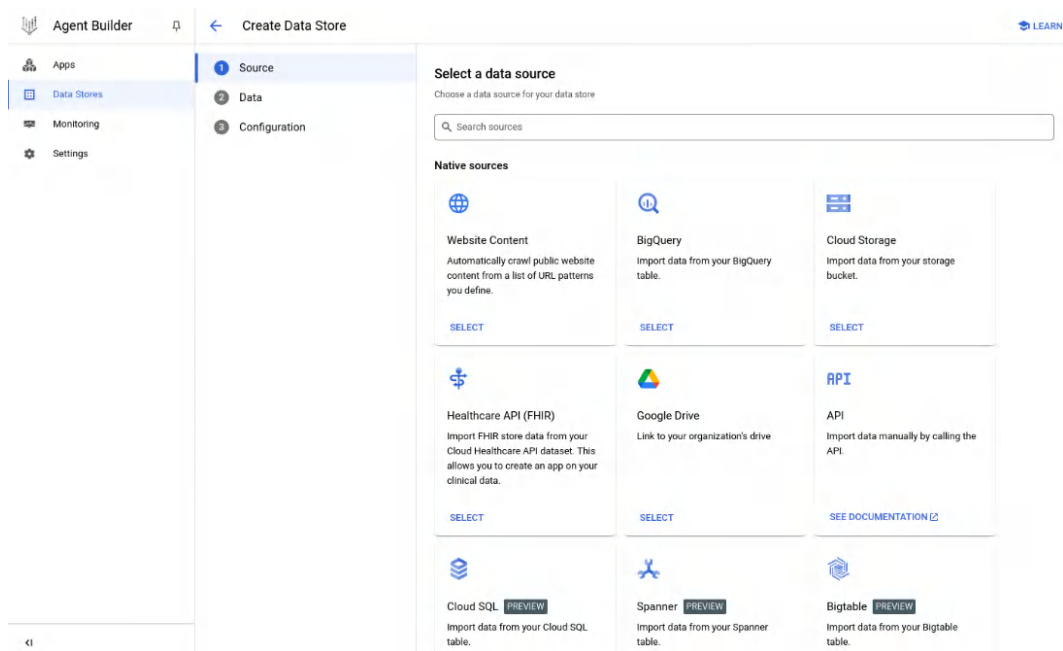 Agent Builder
Create Data Store
LEARN
Apps
Data Stores
Monitoring
Settings
1 Source
2 Data
3 Configuration
Select a data source
Choose a data source for your data store
Search sources
Native sources
Website Content
Automatically crawl public website
content from a list of URL patterns
you define.
SELECT
BigQuery
Import data from your BigQuery
table.
SELECT
Cloud Storage
Import data from your storage
bucket.
SELECT
Healthcare API (FHIR)
Import FHIR store data from your
Cloud Healthcare API dataset. This
allows you to create an app on your
clinical data.
SELECT
Google Drive
Link to your organization's drive
SELECT
API
API
Import data manually by calling the
API.
SEE DOCUMENTATION
Cloud SQL PREVIEW
Import data from your Cloud SQL
table.
Spanner PREVIEW
Import data from your Spanner
table.
Bigtable PREVIEW
Import data from your Bigtable
table.